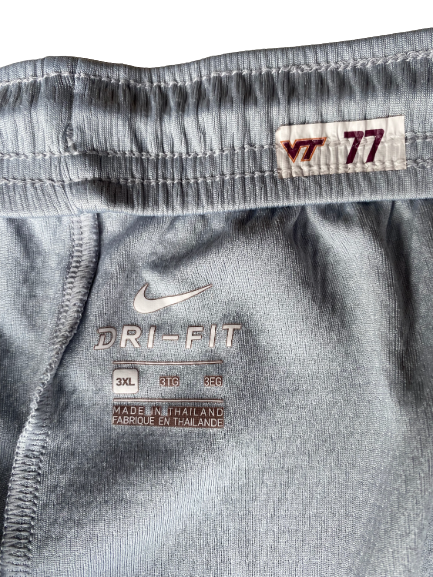 VT 77
DRI-FIT
3XL 3TG 3EG
MADE IN THAILAND
FABRIQUE EN THAILANDE